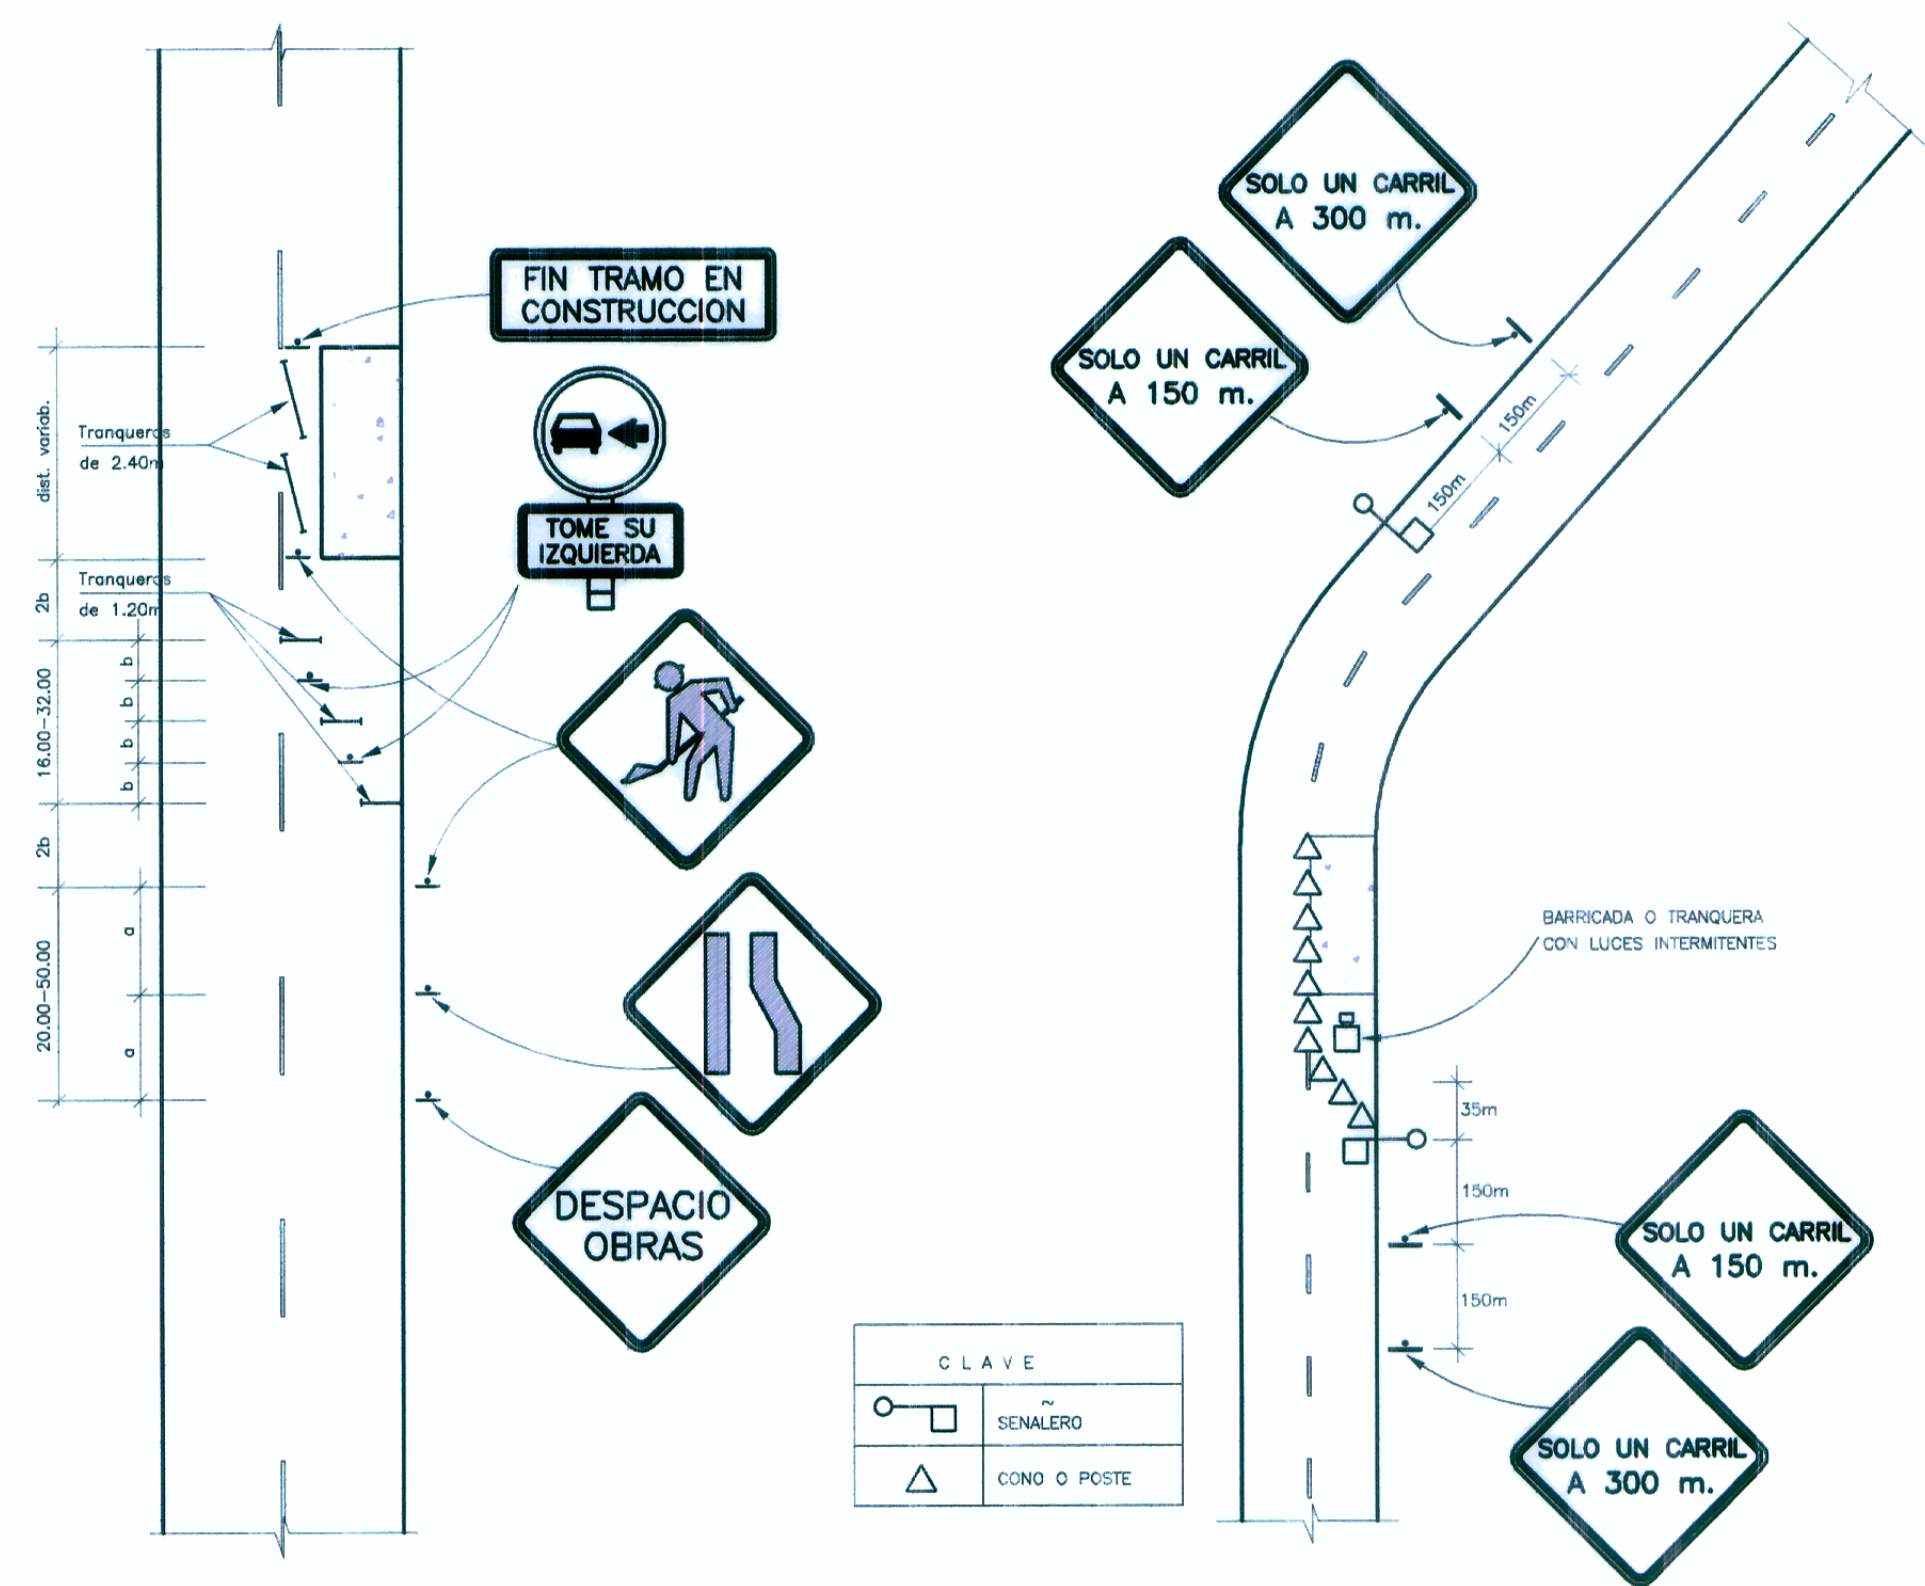 FIN TRAMO EN
CONSTRUCCION
Tranqueras
de 2.40m
TOME SU
IZQUIERDA
Tranqueras
de 1.20m
dist. variab.
2b
16.00-32.00
2b
20.00-50.00
b
b
b
b
a
a
DESPACIO
OBRAS
SOLO UN CARRIL
A 300 m.
SOLO UN CARRIL
A 150 m.
150m
150m
BARRICADA O TRANQUERA
CON LUCES INTERMITENTES
35m
150m
150m
SOLO UN CARRIL
A 150 m.
SOLO UN CARRIL
A 300 m.
CLAVE
SEÑALERO
CONO O POSTE